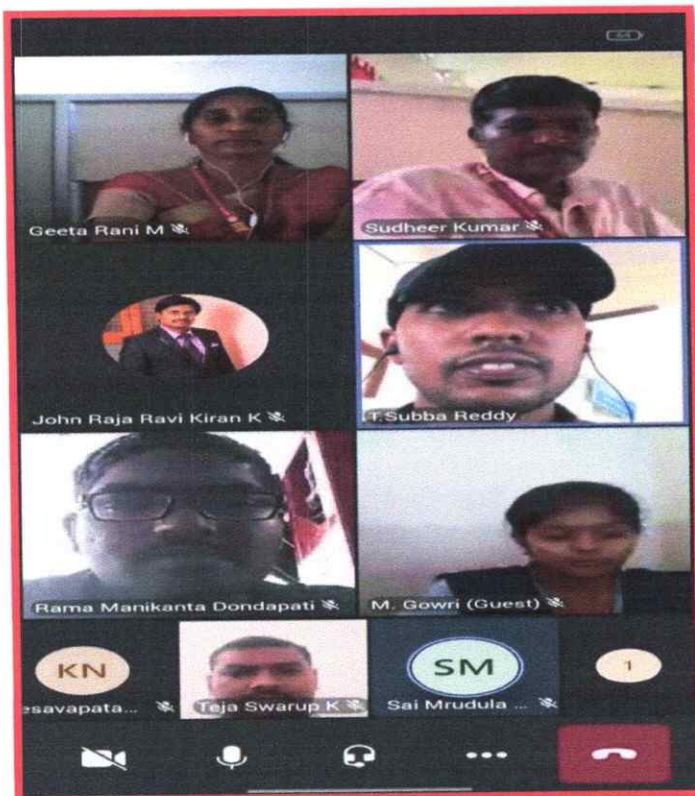 64
Geeta Rani M
Sudheer Kumar
John Raja Ravi Kiran K
T.Subba Reddy
Rama Manikanta Dondapati
M. Gowri (Guest)
KN
SM
1
esavapata...
Teja Swarup K
Sai Mrudula ...